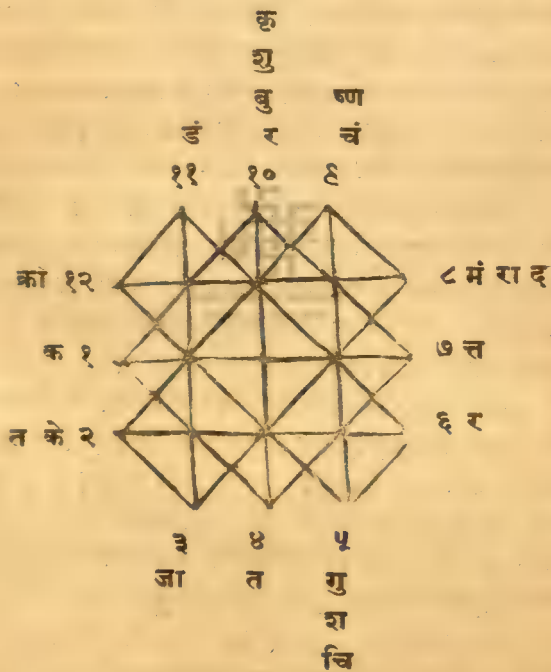 कृ
शु
बु ष्ण
डं र चं
११ १० ९
क्रा १२ ८ मं रा द
क १ ७ त्त
त के २ ६ र
३ ४ ५
जा त गु
श
चि